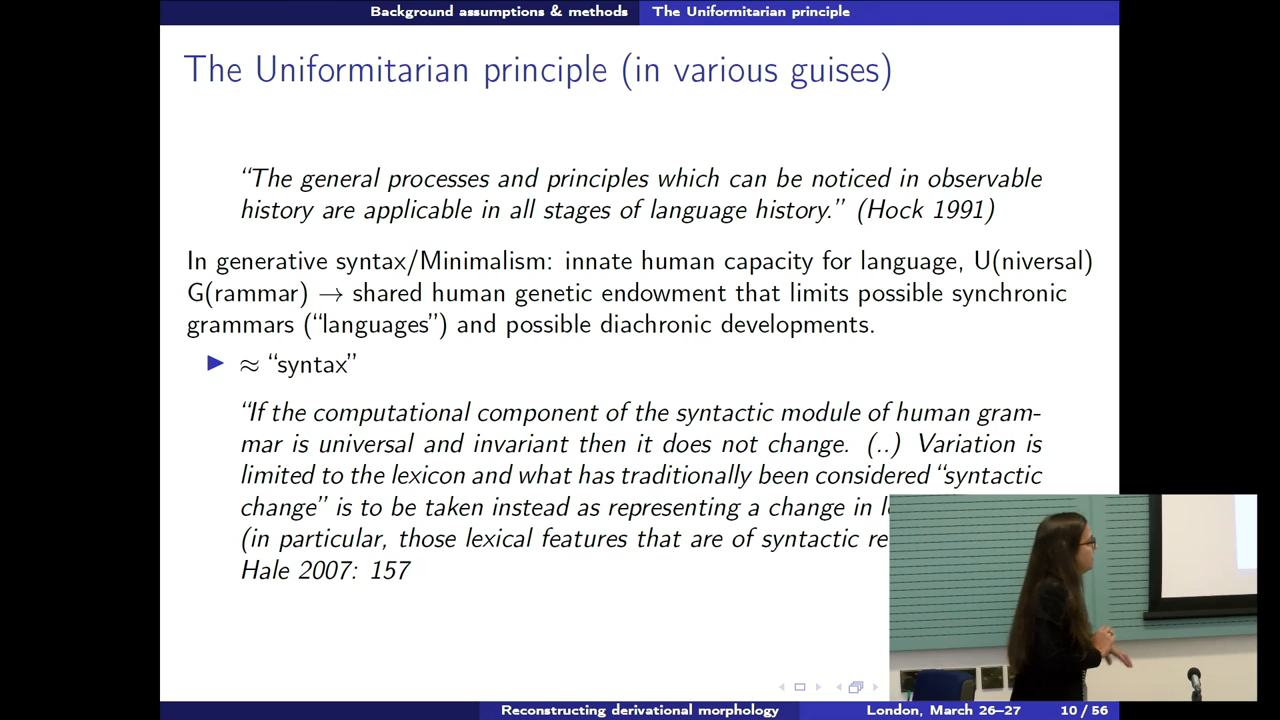 Background assumptions & methods The Uniformitarian principle
The Uniformitarian principle (in various guises)
“The general processes and principles which can be noticed in observable
history are applicable in all stages of language history.” (Hock 1991)
In generative syntax/Minimalism: innate human capacity for language, U(niversal)
G(rammar) → shared human genetic endowment that limits possible synchronic
grammars (“languages”) and possible diachronic developments.
▶ ≈ “syntax”
“If the computational component of the syntactic module of human gram-
mar is universal and invariant then it does not change. (..) Variation is
limited to the lexicon and what has traditionally been considered “syntactic
change” is to be taken instead as representing a change in
(in particular, those lexical features that are of syntactic
Hale 2007: 157
Reconstructing derivational morphology London, March 26–27 10 / 56